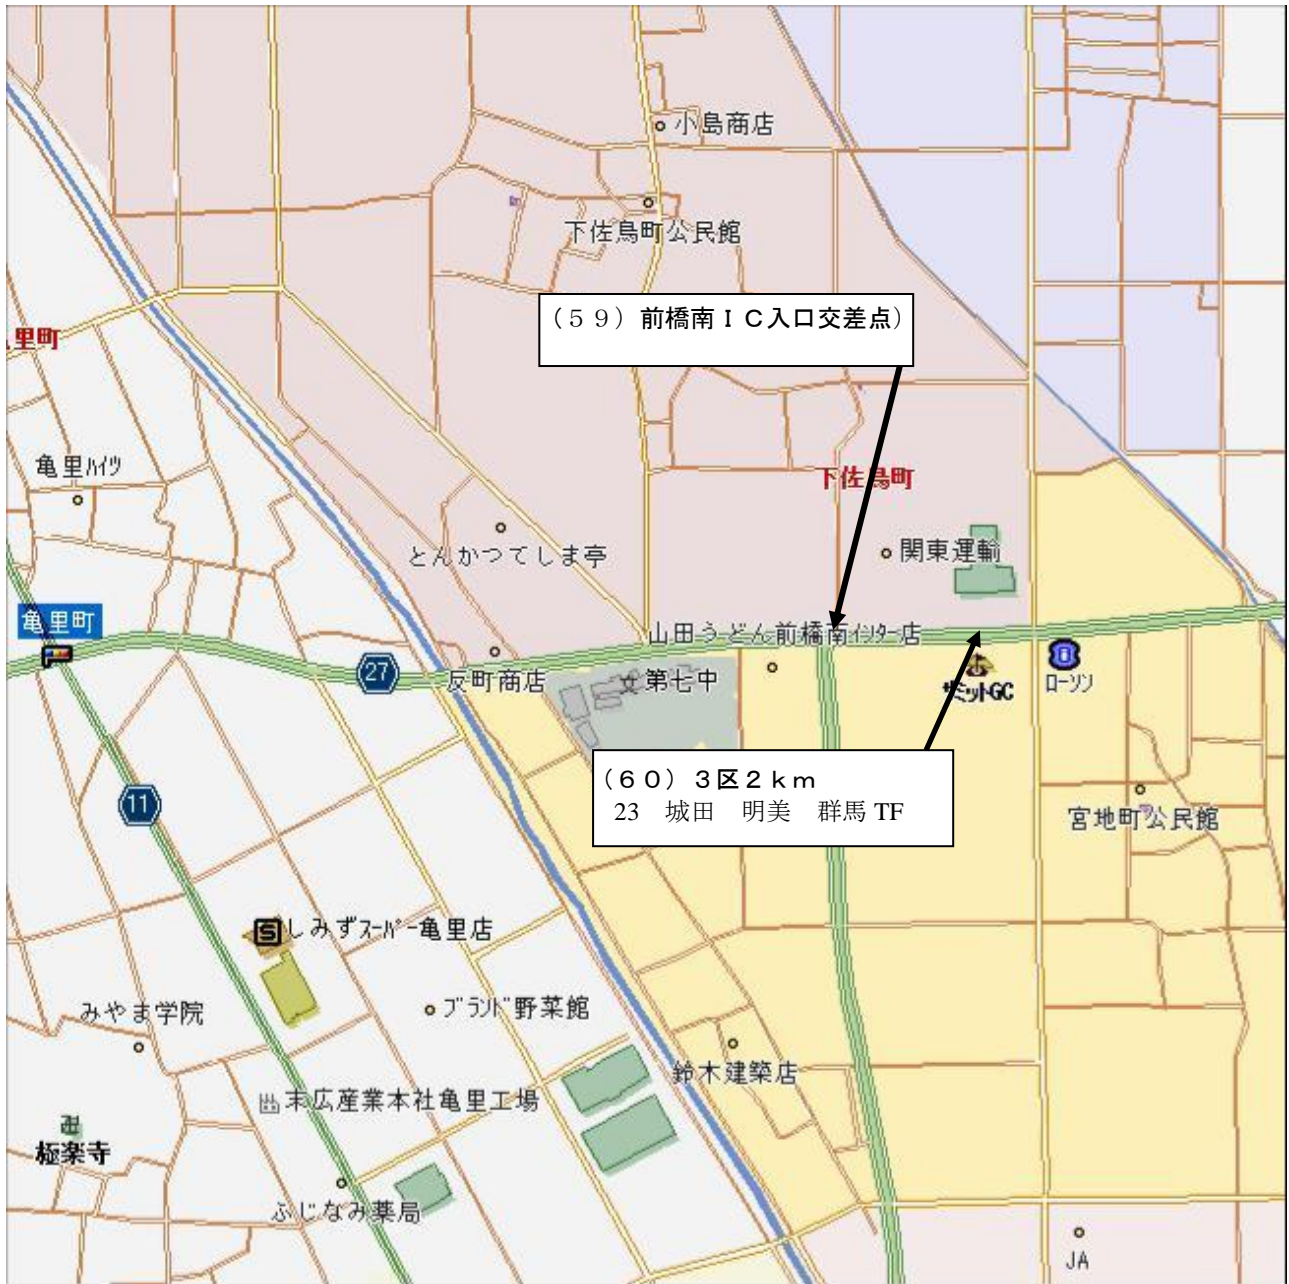 小島商店
下佐鳥町公民館
（５９）前橋南ＩＣ入口交差点）
里町
亀里ﾊｲﾂ
下佐鳥町
とんかつてしま亭
関東運輸
亀里町
山田うどん前橋南ｲﾝﾀｰ店
27
反町商店
第七中
ｻﾐｯﾄGC
ﾛｰｿﾝ
（６０）３区２ｋｍ
23　城田　明美　群馬 TF
11
宮地町公民館
S
しみずｽｰﾊﾟｰ亀里店
みやま学院
ﾌﾞﾗﾝﾄﾞ野菜館
鈴木建築店
末広産業本社亀里工場
卍
極楽寺
ふじなみ薬局
JA